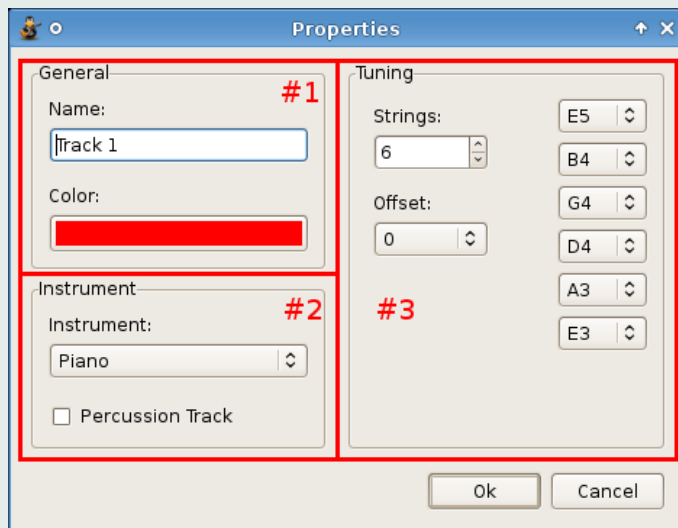 Properties
General
#1
Name:
Track 1
Color:
Instrument
#2
Instrument:
Piano
Percussion Track
Tuning
Strings:
6
Offset:
0
#3
E5
B4
G4
D4
A3
E3
Ok
Cancel